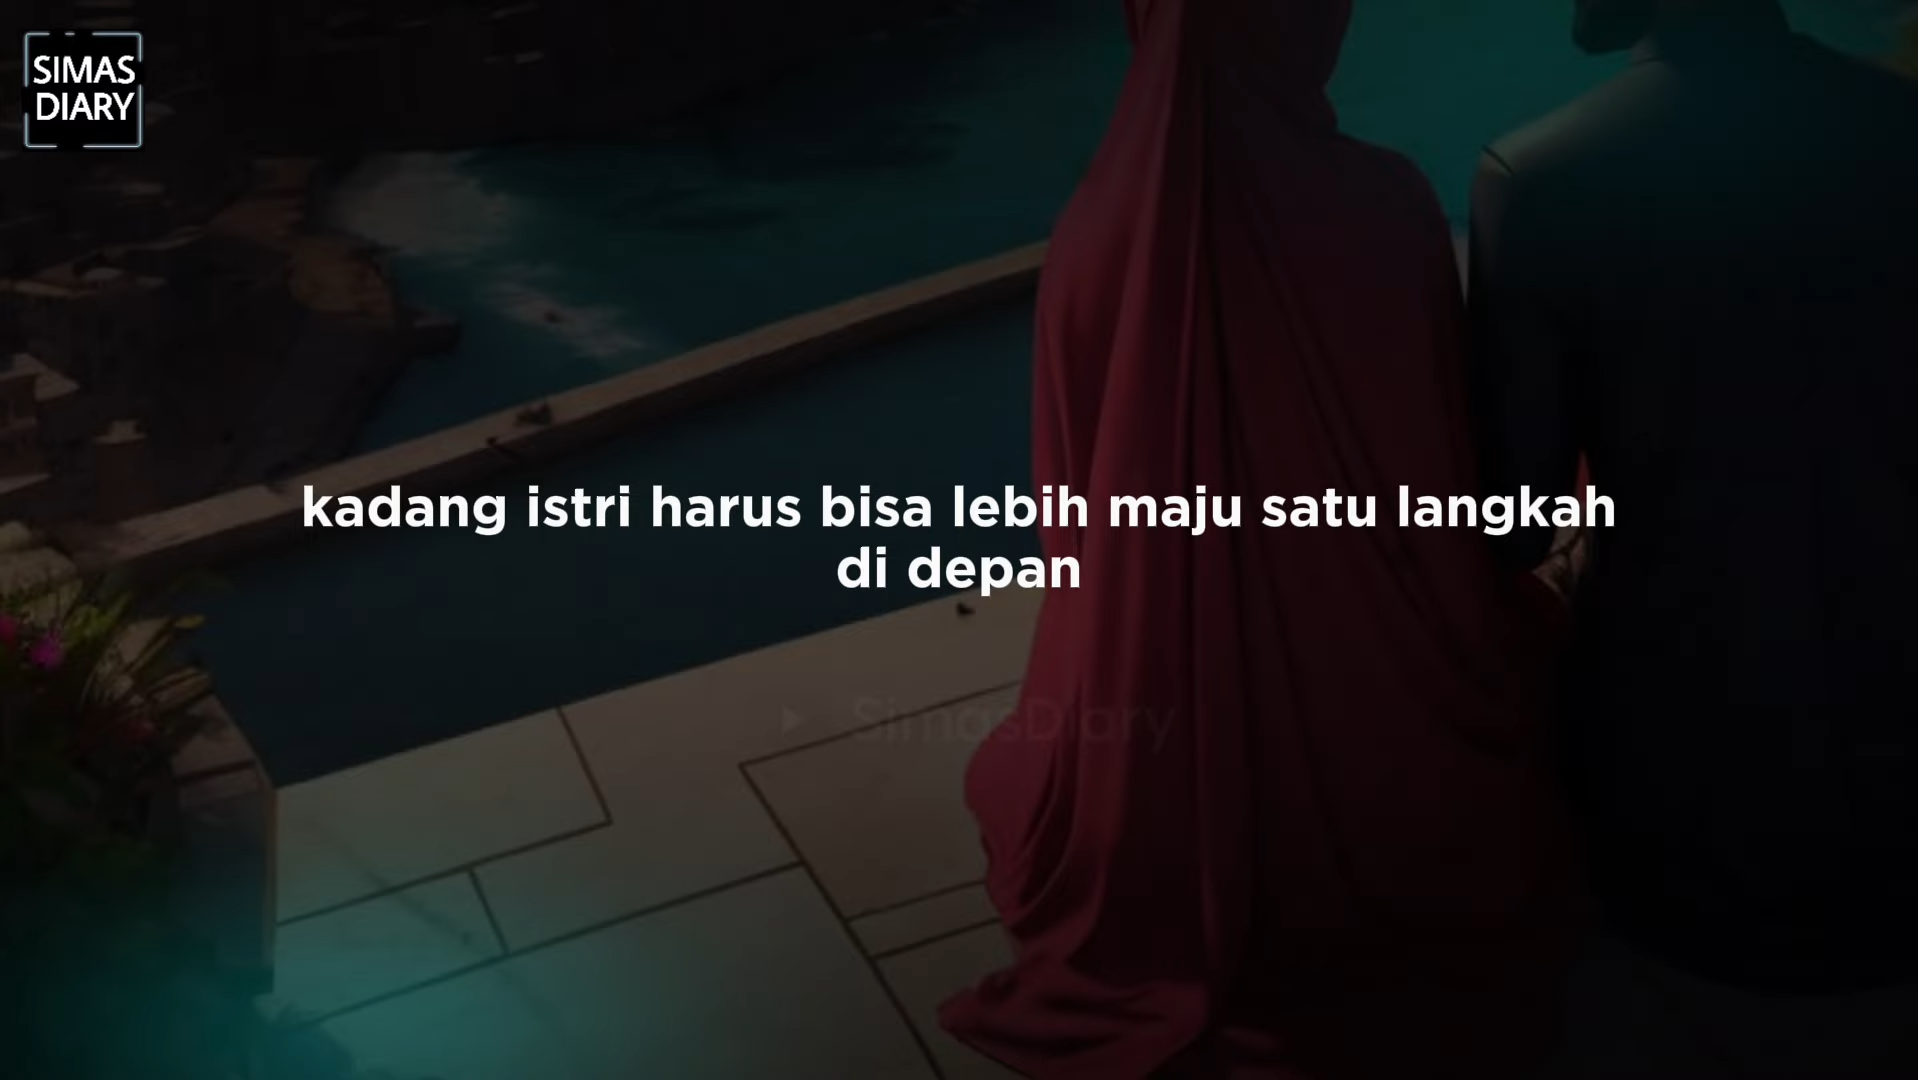 SIMAS
DIARY
kadang istri harus bisa lebih maju satu langkah
di depan
SimasDiary